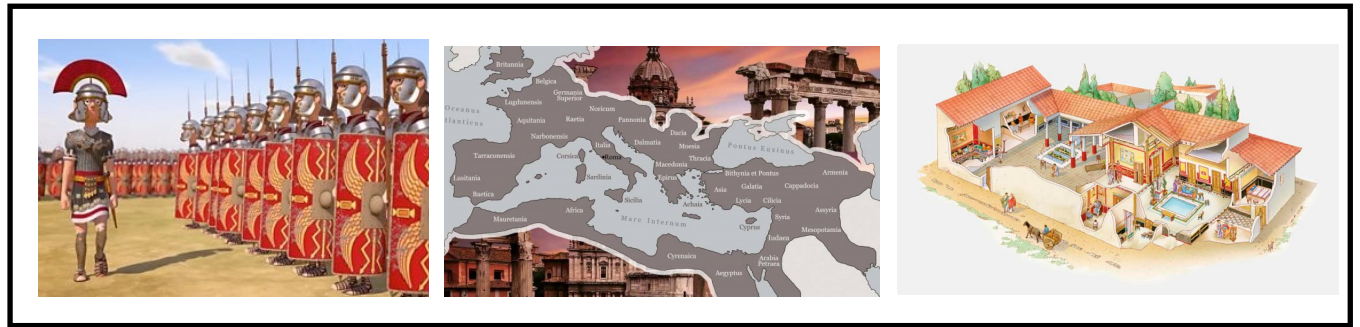 Britannia
Belgica
Germania
Superior
Lugdunensis
Oceanus
Noricum
Aquitania
Raetia
Pannonia
Dacia
Pontus Euxinus
Narbonensis
Italia
Dalmatia
Moesia
Tarraconensis
Corsica
Roma
Thracia
Macedonia
Bithynia et Pontus
Armenia
Lusitania
Sardinia
Epirus
Asia
Galatia
Cappadocia
Baetica
Sicilia
Achaia
Lycia
Cilicia
Assyria
Mauretania
Africa
Mare Internum
Syria
Cyprus
Mesopotamia
Iudaea
Cyrenaica
Arabia
Petraea
Aegyptus